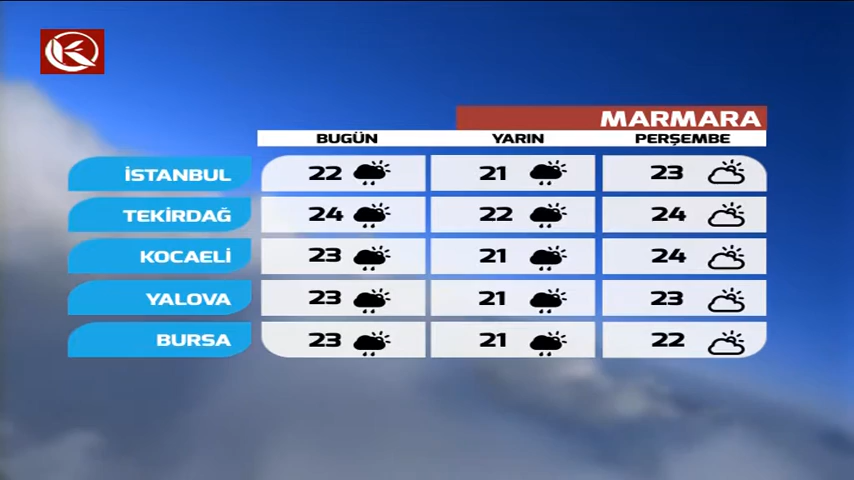 MARMARA
BUGÜN YARIN PERŞEMBE
İSTANBUL 22 21 23
TEKİRDAĞ 24 22 24
KOCAELİ 23 21 24
YALOVA 23 21 23
BURSA 23 21 22